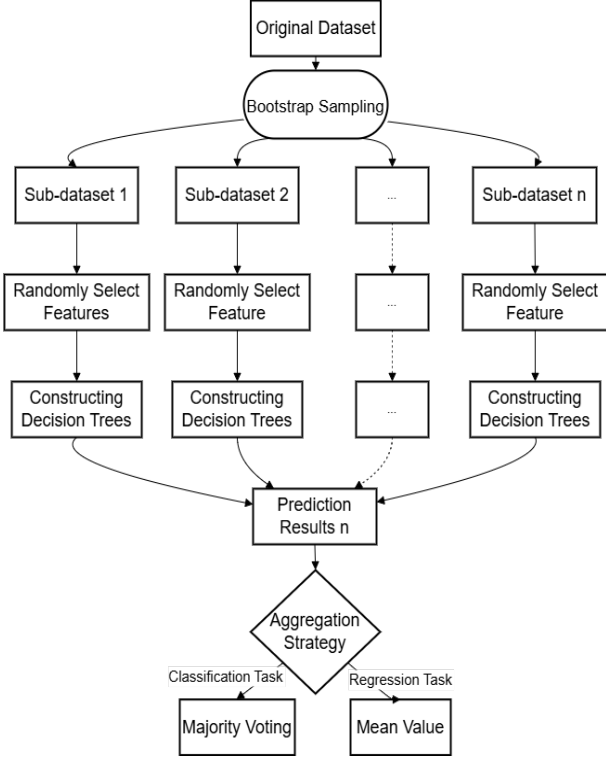 Original Dataset
Bootstrap Sampling
Sub-dataset 1
Sub-dataset 2
...
Sub-dataset n
Randomly Select
Features
Randomly Select
Feature
...
Randomly Select
Feature
Constructing
Decision Trees
Constructing
Decision Trees
...
Constructing
Decision Trees
Prediction
Results n
Aggregation
Strategy
Classification Task
Regression Task
Majority Voting
Mean Value